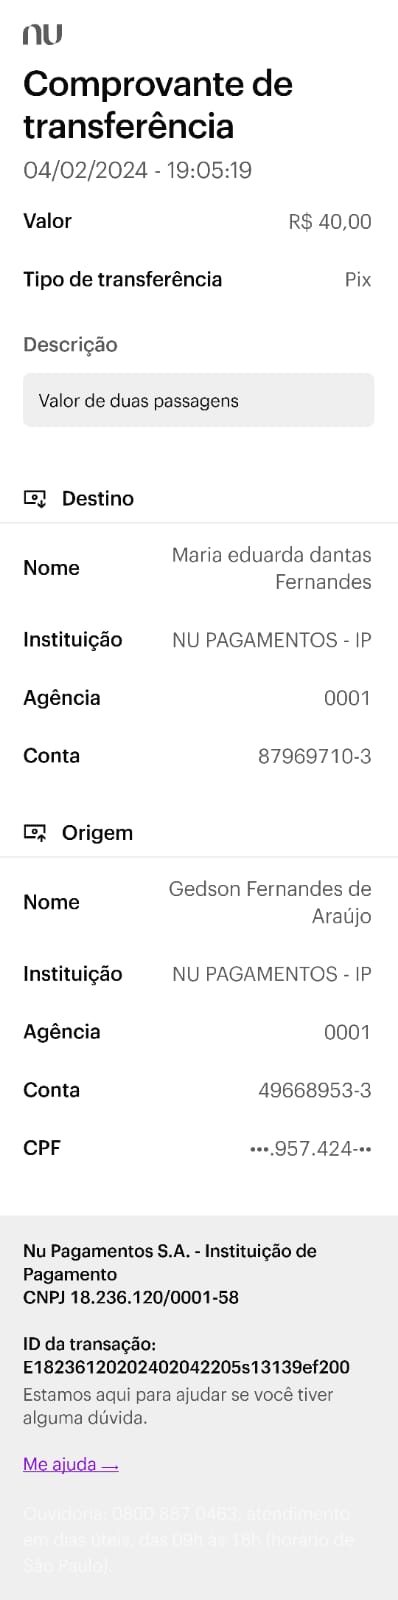 nu
Comprovante de
transferência
04/02/2024 - 19:05:19
Valor R$ 40,00
Tipo de transferência Pix
Descrição
Valor de duas passagens
Destino
Nome Maria eduarda dantas
Fernandes
Instituição NU PAGAMENTOS - IP
Agência 0001
Conta 87969710-3
Origem
Nome Gedson Fernandes de
Araújo
Instituição NU PAGAMENTOS - IP
Agência 0001
Conta 49668953-3
CPF •••.957.424-••
Nu Pagamentos S.A. - Instituição de
Pagamento
CNPJ 18.236.120/0001-58
ID da transação:
E18236120202402042205s13139ef200
Estamos aqui para ajudar se você tiver
alguma dúvida.
Me ajuda →
Ouvidoria: 0800 887 0463, atendimento
em dias úteis, das 09h às 18h (horário de
São Paulo).